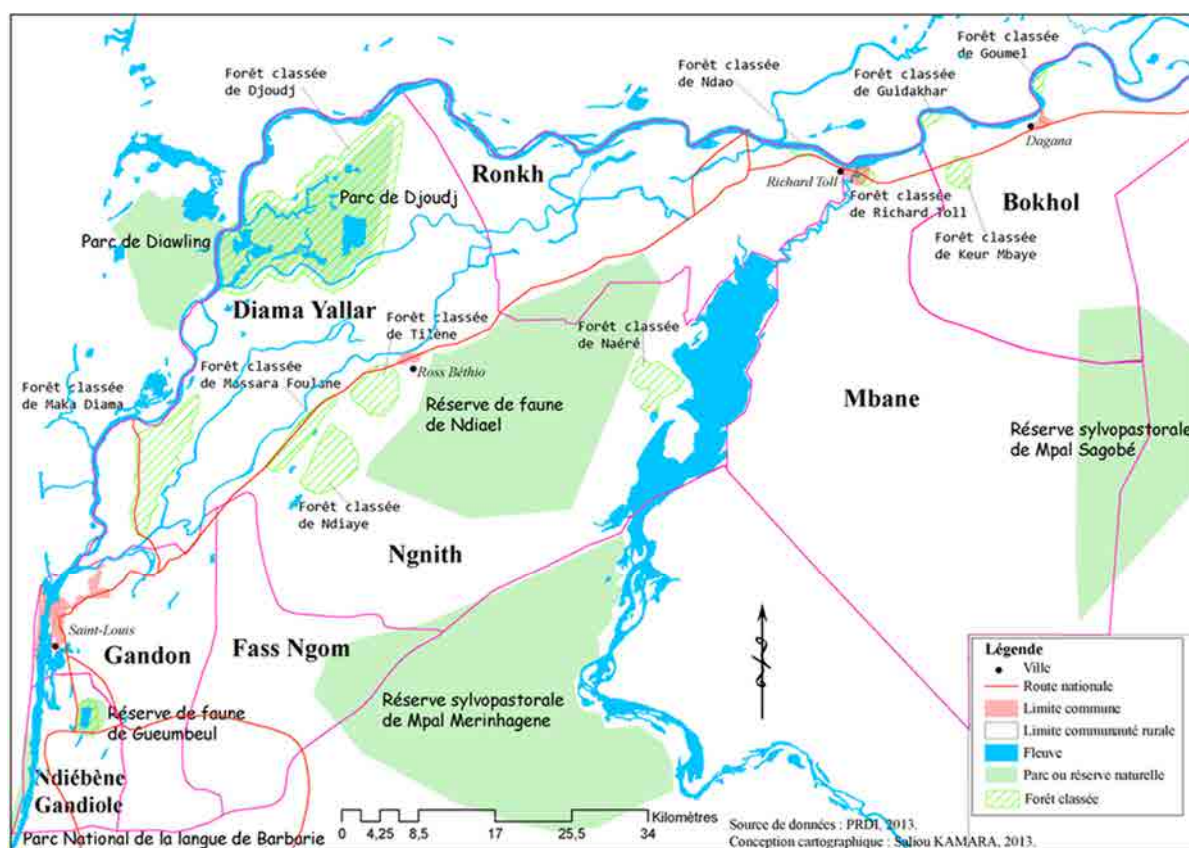 Forêt classée
de Goumel
Forêt classée
de Djoudj
Forêt classée
de Ndao
Forêt classée
de Guidakhar
Dagana
Ronkh
Richard Toll
Parc de Djoudj
Forêt classée
de Richard Toll
Bokhol
Parc de Diawling
Forêt classée
de Keur Mbaye
Diama Yallar
Forêt classée
de Tilène
Forêt classée
de Naéré
Ross Béthio
Forêt classée
de Massara Foulane
Forêt classée
de Maka Diama
Réserve de faune
de Ndiael
Mbane
Réserve sylvopastorale
de Mpal Sagobé
Forêt classée
de Ndiaye
Ngnith
Saint-Louis
Gandon
Fass Ngom
Réserve sylvopastorale
de Mpal Merinhagene
Réserve de faune
de Gueumbeul
Ndiébène
Gandiole
Parc National de la langue de Barbarie
Légende
Ville
Route nationale
Limite commune
Limite communauté rurale
Fleuve
Parc ou réserve naturelle
Forêt classée
Kilomètres
0 4,25 8,5 17 25,5 34
Source de données : PRDI, 2013.
Conception cartographique : Saliou KAMARA, 2013.